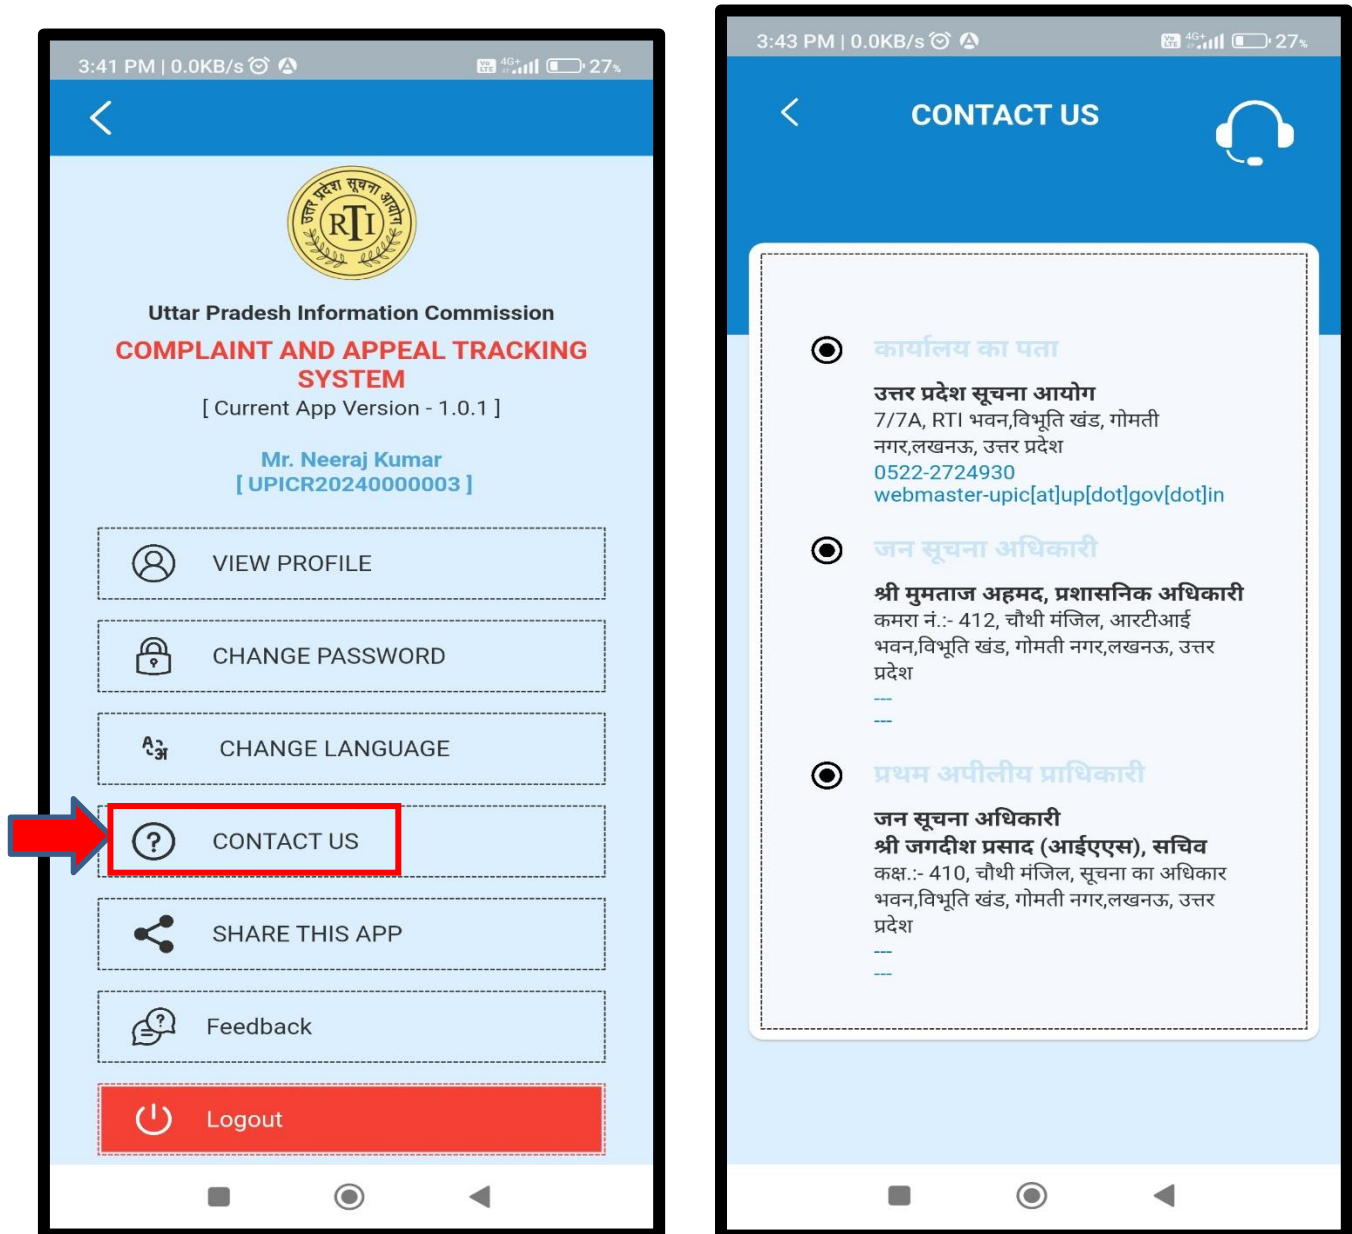 3:41 PM | 0.0KB/s
Vo LTE 4G+ 27%
उत्तर प्रदेश सूचना आयोग
RTI
Uttar Pradesh Information Commission
COMPLAINT AND APPEAL TRACKING
SYSTEM
[ Current App Version - 1.0.1 ]
Mr. Neeraj Kumar
[ UPICR20240000003 ]
VIEW PROFILE
CHANGE PASSWORD
CHANGE LANGUAGE
CONTACT US
SHARE THIS APP
Feedback
Logout
3:43 PM | 0.0KB/s
Vo LTE 4G+ 27%
CONTACT US
कार्यालय का पता
उत्तर प्रदेश सूचना आयोग
7/7A, RTI भवन,विभूति खंड, गोमती
नगर,लखनऊ, उत्तर प्रदेश
0522-2724930
webmaster-upic[at]up[dot]gov[dot]in
जन सूचना अधिकारी
श्री मुमताज अहमद, प्रशासनिक अधिकारी
कमरा नं.:- 412, चौथी मंजिल, आरटीआई
भवन,विभूति खंड, गोमती नगर,लखनऊ, उत्तर
प्रदेश
---
---
प्रथम अपीलीय प्राधिकारी
जन सूचना अधिकारी
श्री जगदीश प्रसाद (आईएएस), सचिव
कक्ष.:- 410, चौथी मंजिल, सूचना का अधिकार
भवन,विभूति खंड, गोमती नगर,लखनऊ, उत्तर
प्रदेश
---
---